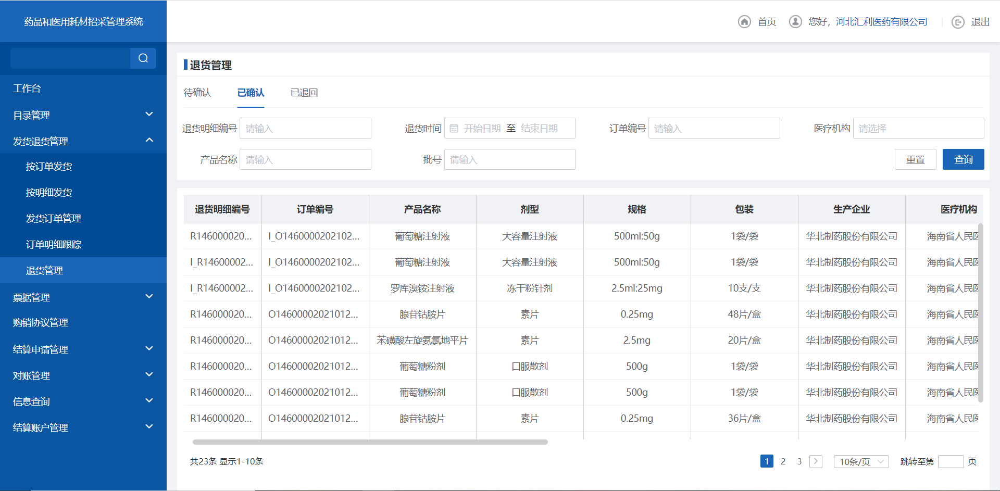 药品和医用耗材招采管理系统
首页
您好,河北汇利医药有限公司
退出
工作台
目录管理
发货退货管理
按订单发货
按明细发货
发货订单管理
订单明细跟踪
退货管理
票据管理
购销协议管理
结算申请管理
对账管理
信息查询
结算账户管理
退货管理
待确认 已确认 已退回
退货明细编号 请输入 退货时间 开始日期 至 结束日期 订单编号 请输入 医疗机构 请选择
产品名称 请输入 批号 请输入 重置 查询
退货明细编号 订单编号 产品名称 剂型 规格 包装 生产企业 医疗机构
R146000020... I_O1460000202102... 葡萄糖注射液 大容量注射液 500ml:50g 1袋/袋 华北制药股份有限公司 海南省人民医
I_R14600002... I_O1460000202102... 葡萄糖注射液 大容量注射液 500ml:50g 1袋/袋 华北制药股份有限公司 海南省人民医
I_R14600002... I_O1460000202102... 罗库溴铵注射液 冻干粉针剂 2.5ml:25mg 10支/支 华北制药股份有限公司 海南省人民医
R146000020... O14600002021012... 腺苷钴胺片 素片 0.25mg 48片/盒 华北制药股份有限公司 海南省人民医
R146000020... O14600002021012... 苯磺酸左旋氨氯地平片 素片 2.5mg 20片/盒 华北制药股份有限公司 海南省人民医
R146000020... O14600002021012... 葡萄糖粉剂 口服散剂 500g 1袋/袋 华北制药股份有限公司 海南省人民医
R146000020... O14600002021012... 葡萄糖粉剂 口服散剂 500g 1袋/袋 华北制药股份有限公司 海南省人民医
R146000020... O14600002021012... 腺苷钴胺片 素片 0.25mg 36片/盒 华北制药股份有限公司 海南省人民医
共23条 显示1-10条 1 2 3 10条/页 跳转至第 页